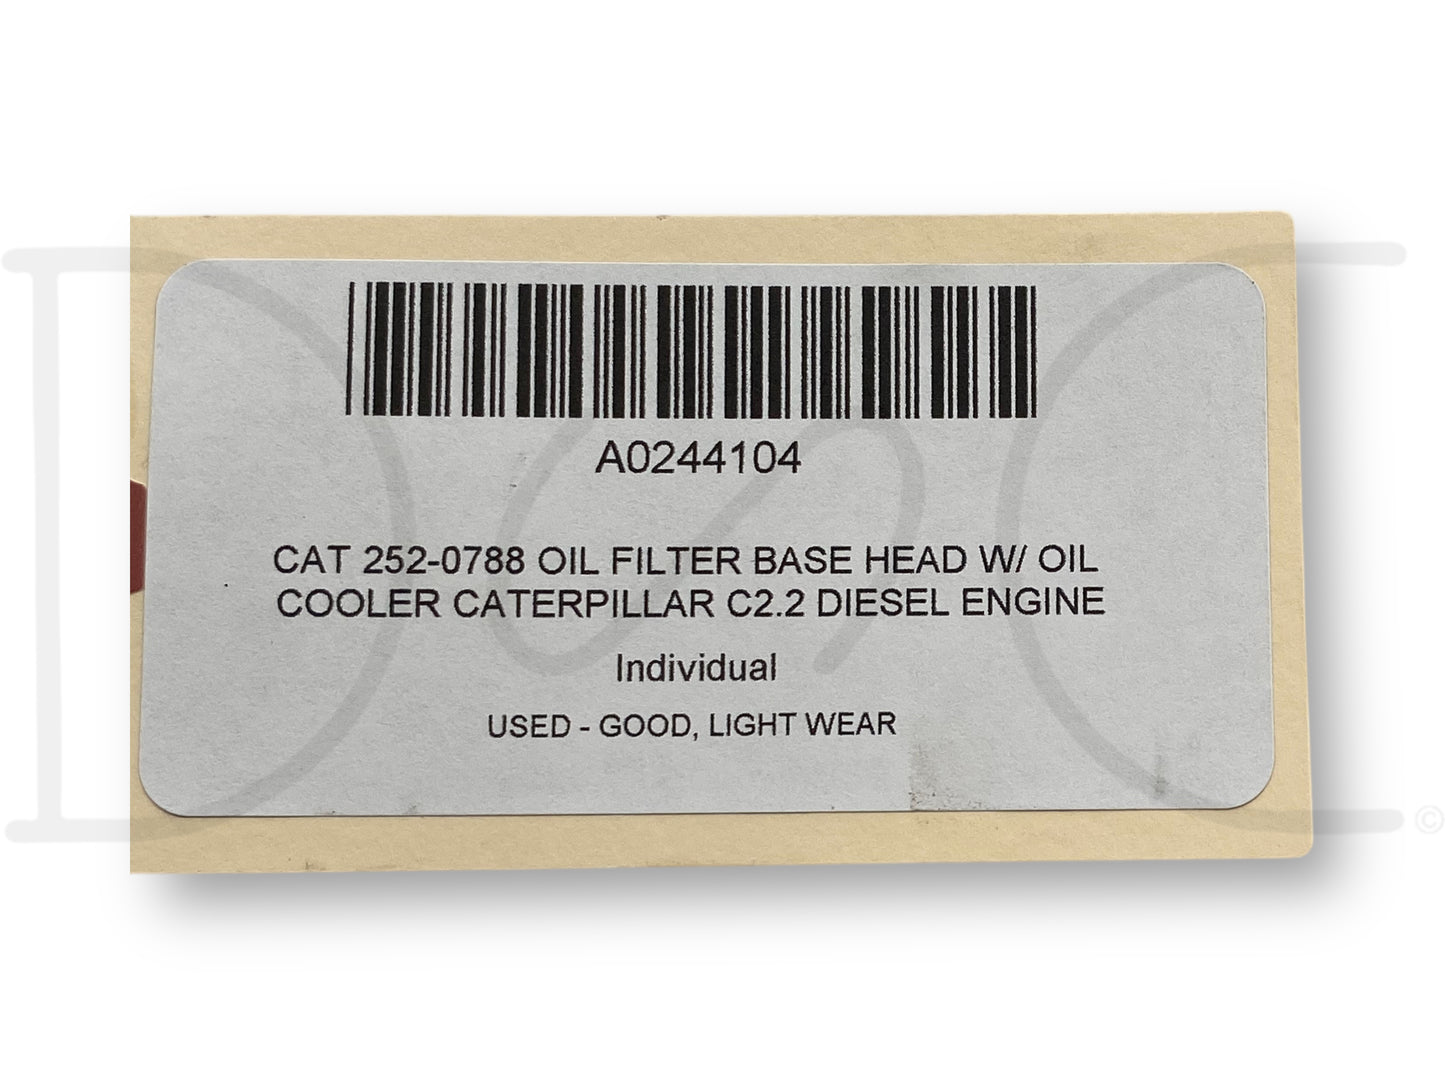 A0244104
CAT 252-0788 OIL FILTER BASE HEAD W/ OIL
COOLER CATERPILLAR C2.2 DIESEL ENGINE
Individual
USED - GOOD, LIGHT WEAR
©